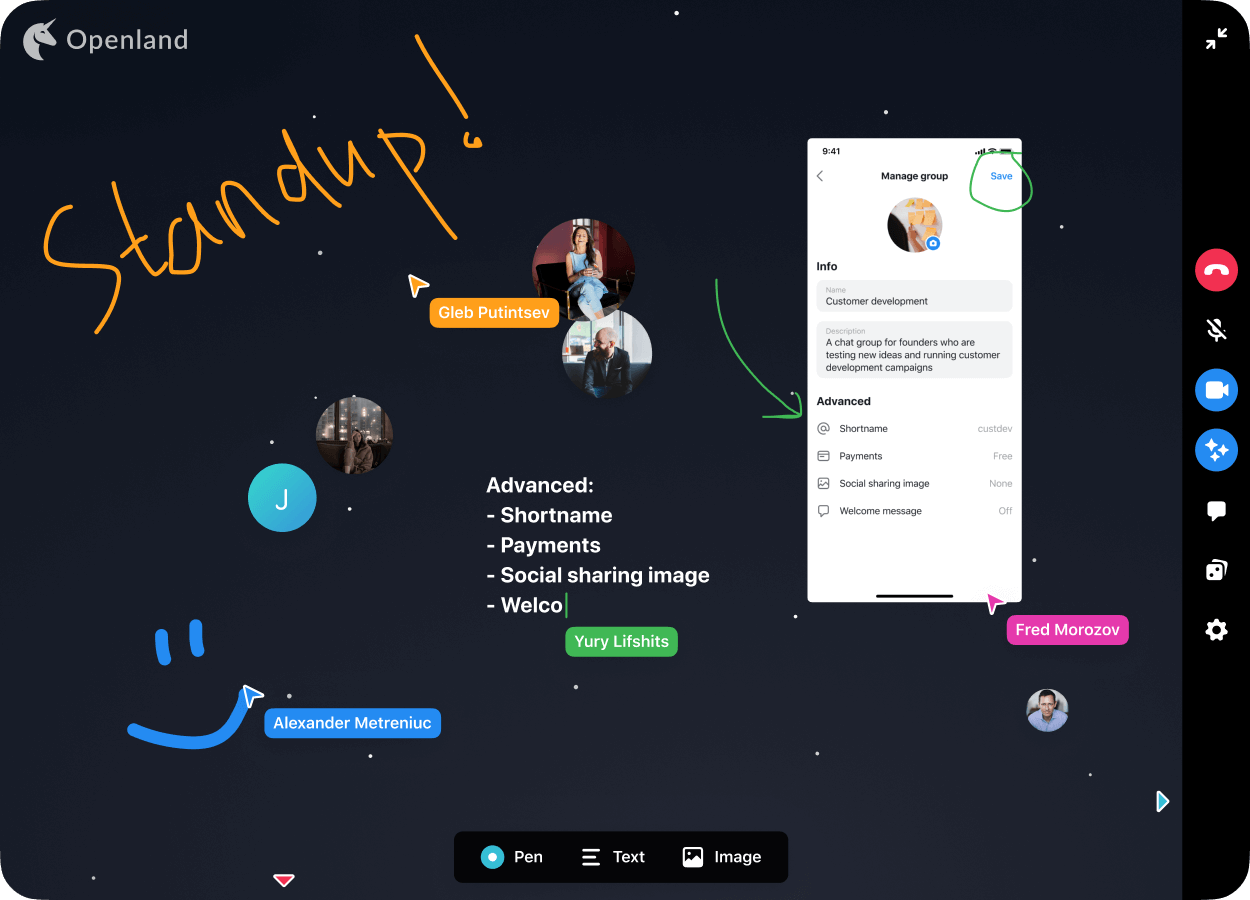 Openland
Standup!
Gleb Putintsev
9:41
Manage group
Save
Info
Name
Customer development
Description
A chat group for founders who are
testing new ideas and running customer
development campaigns
Advanced
Shortname custdev
Payments Free
Social sharing image None
Welcome message Off
J
Advanced:
- Shortname
- Payments
- Social sharing image
- Welco
Yury Lifshits
Fred Morozov
Alexander Metreniuc
Pen Text Image